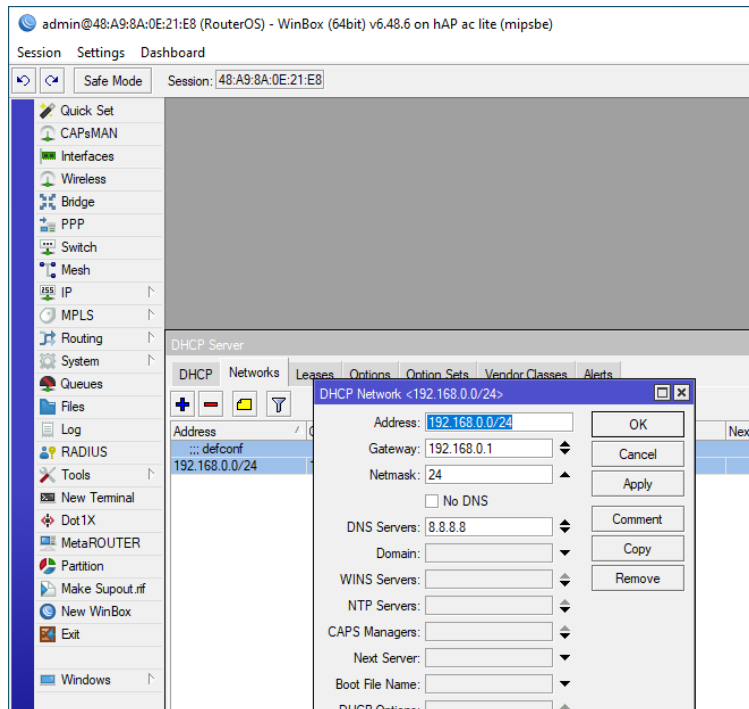 admin@48:A9:8A:0E:21:E8 (RouterOS) - WinBox (64bit) v6.48.6 on hAP ac lite (mipsbe)
Session Settings Dashboard
Safe Mode Session: 48:A9:8A:0E:21:E8
Quick Set
CAPsMAN
Interfaces
Wireless
Bridge
PPP
Switch
Mesh
IP
MPLS
Routing
System
Queues
Files
Log
RADIUS
Tools
New Terminal
Dot1X
MetaROUTER
Partition
Make Supout.rif
New WinBox
Exit
Windows
DHCP Server
DHCP Networks Leases Options Option Sets Vendor Classes Alerts
Address Nex
;;; defconf
192.168.0.0/24
DHCP Network <192.168.0.0/24>
Address: 192.168.0.0/24 OK
Gateway: 192.168.0.1 Cancel
Netmask: 24 Apply
No DNS
DNS Servers: 8.8.8.8 Comment
Domain: Copy
WINS Servers: Remove
NTP Servers:
CAPS Managers:
Next Server:
Boot File Name:
DHCP Options: